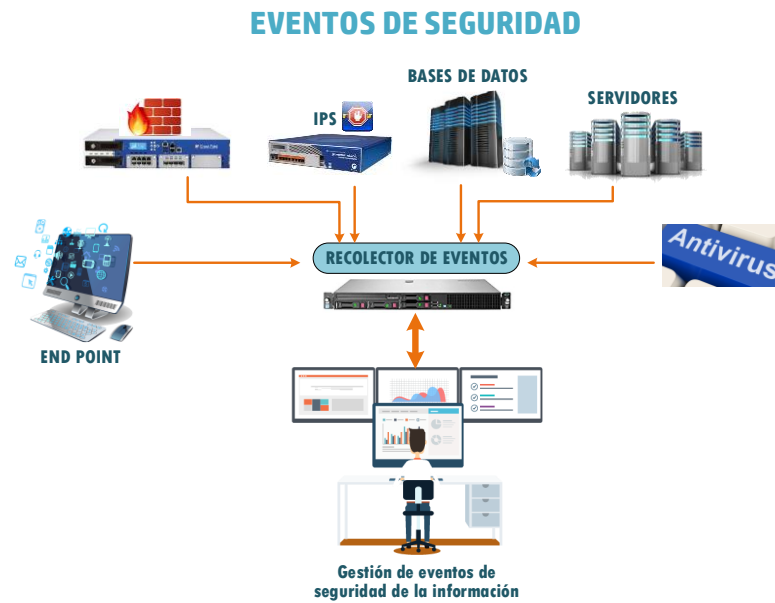 EVENTOS DE SEGURIDAD
BASES DE DATOS
IPS
SERVIDORES
RECOLECTOR DE EVENTOS
Antivirus
END POINT
Gestión de eventos de
seguridad de la información